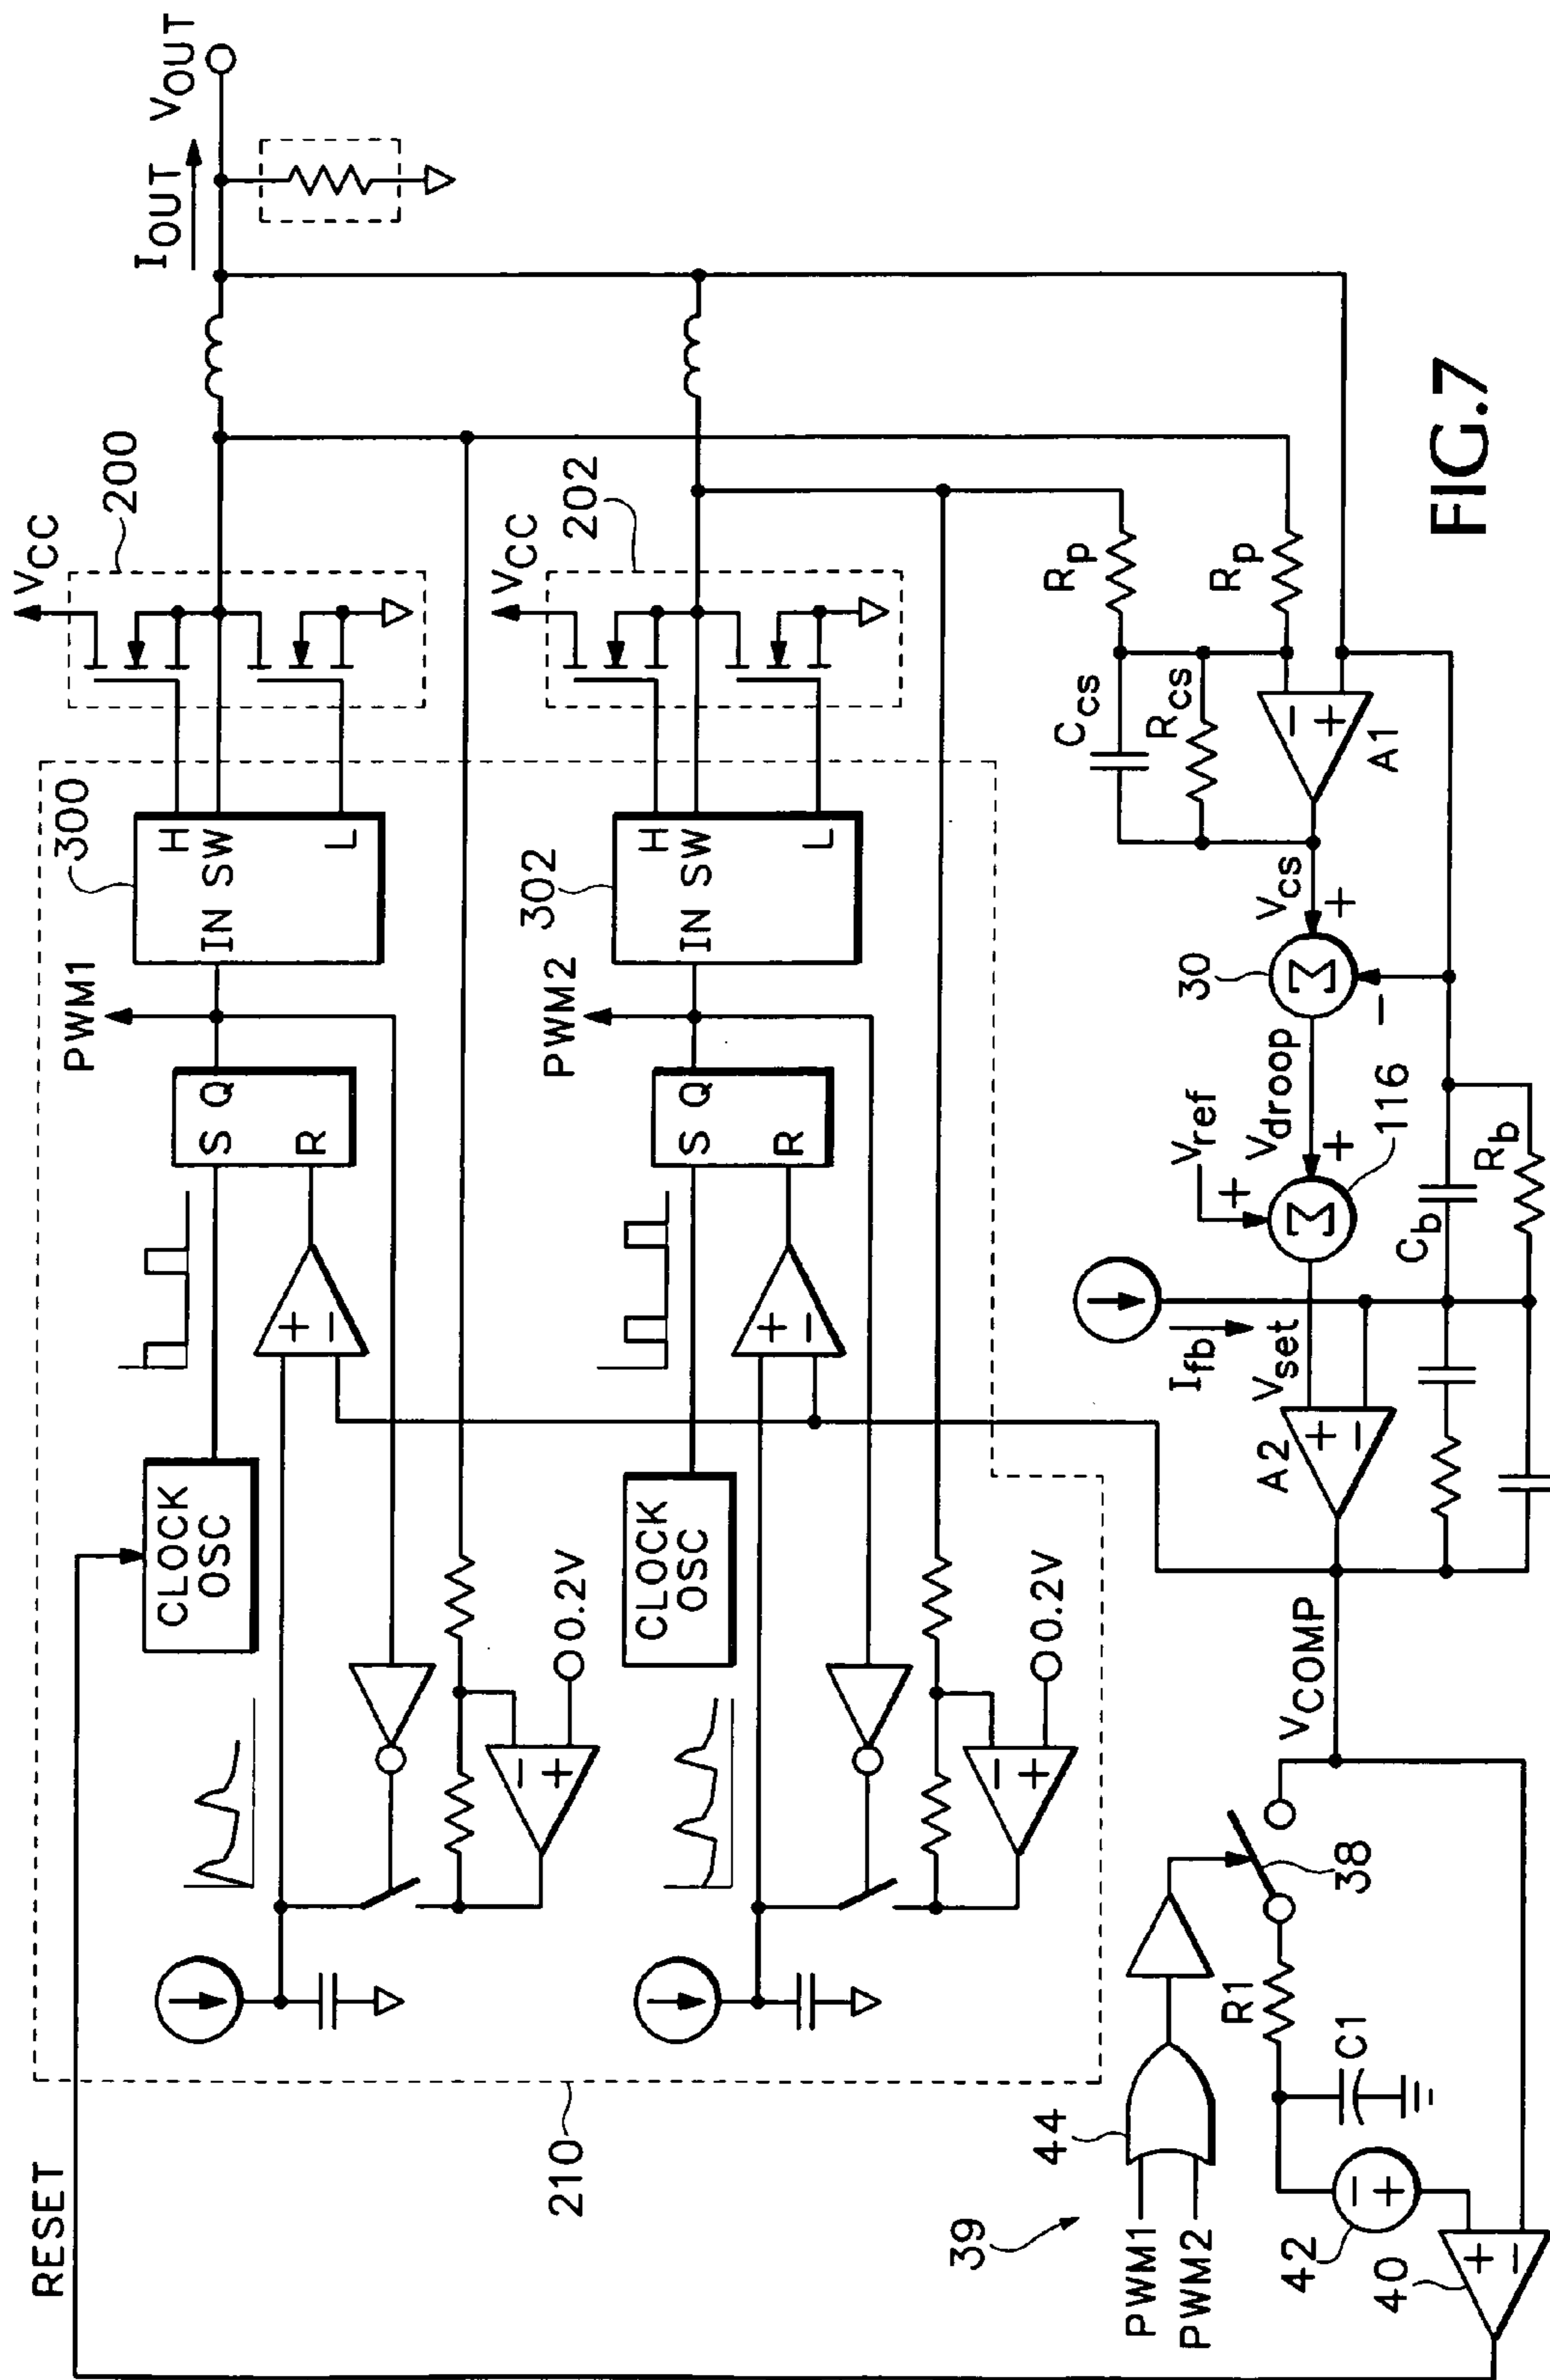 RESET
210
CLOCK
OSC
S Q
R
+
−
PWM1
300
IN SW
H
L
VCC
200
IOUT
VOUT
−
+
0.2V
CLOCK
OSC
S Q
R
+
−
PWM2
302
IN SW
H
L
VCC
202
−
+
0.2V
39
PWM1
PWM2
44
42
−
+
40
+
−
C1
R1
38
VCOMP
A2
+
−
Ifb
Vset
Vref
+
Σ
116
Vdroop
+
Cb
Rb
30
Σ
−
Vcs
+
Ccs
Rcs
A1
−
+
Rp
Rp
FIG.7